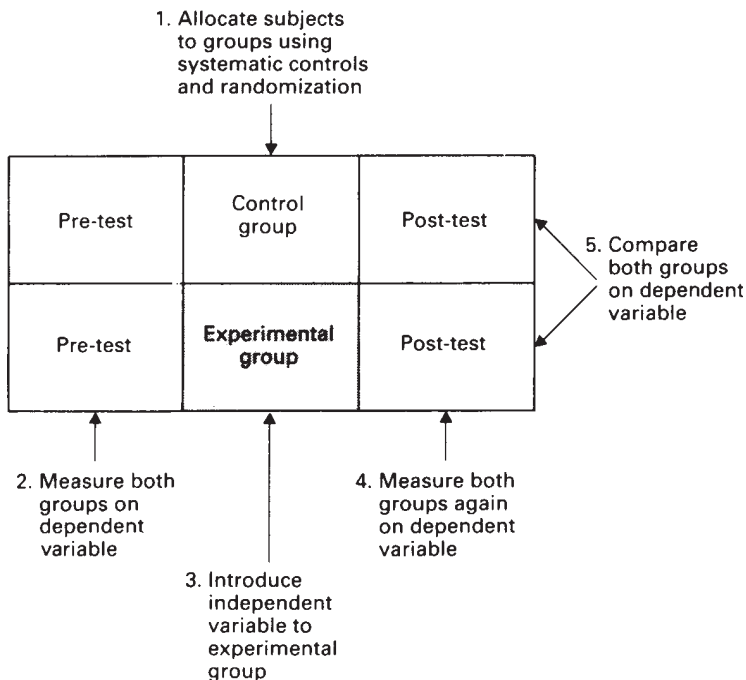 1. Allocate subjects
to groups using
systematic controls
and randomization
Pre-test
Control
group
Post-test
5. Compare
both groups
on dependent
variable
Pre-test
Experimental
group
Post-test
2. Measure both
groups on
dependent
variable
4. Measure both
groups again
on dependent
variable
3. Introduce
independent
variable to
experimental
group